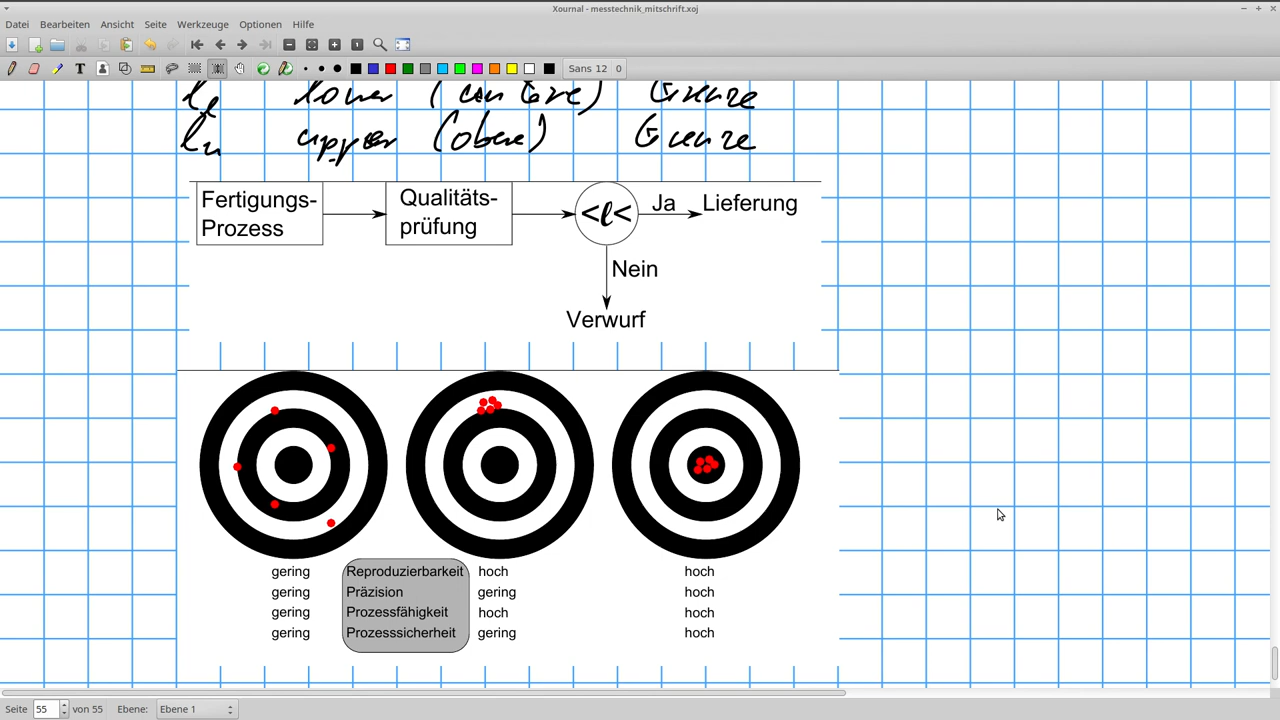 Xournal - messtechnik_mitschrift.xoj
Datei Bearbeiten Ansicht Seite Werkzeuge Optionen Hilfe
Sans 12 0
lℓ lower (untere) Grenze
lu upper (obere) Grenze
Fertigungs-
Prozess
Qualitäts-
prüfung
<ℓ<
Ja
Lieferung
Nein
Verwurf
gering Reproduzierbarkeit hoch hoch
gering Präzision gering hoch
gering Prozessfähigkeit hoch hoch
gering Prozesssicherheit gering hoch
Seite 55 von 55 Ebene: Ebene 1